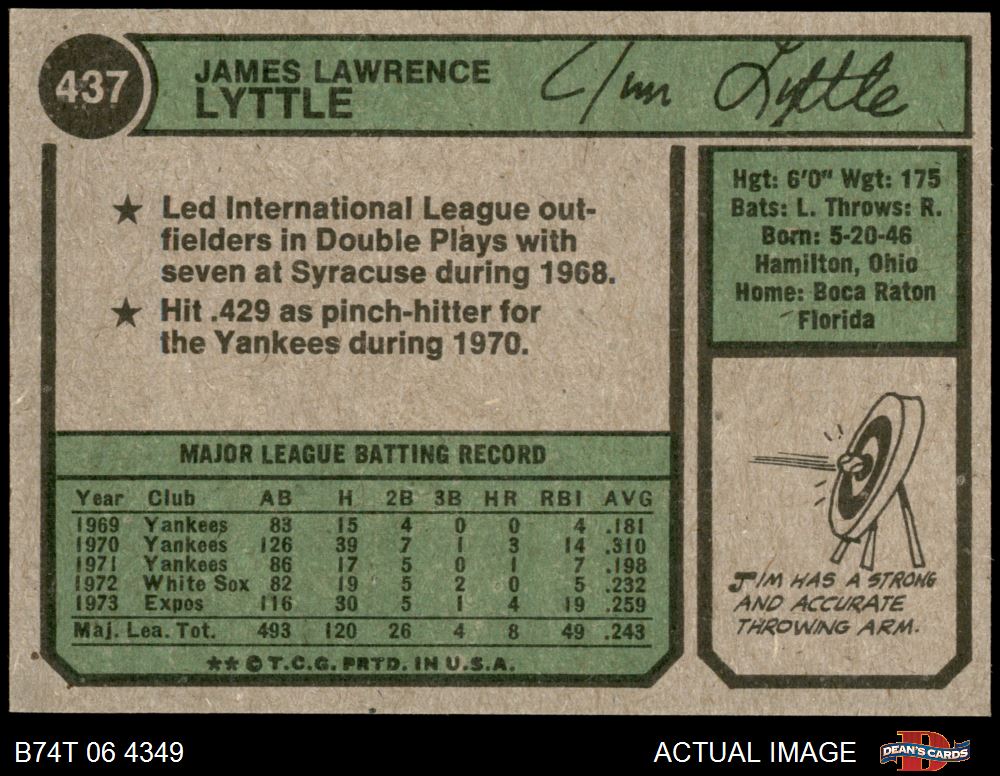 437
JAMES LAWRENCE
LYTTLE
Jim Lyttle
★ Led International League out-
fielders in Double Plays with
seven at Syracuse during 1968.
★ Hit .429 as pinch-hitter for
the Yankees during 1970.
Hgt: 6'0" Wgt: 175
Bats: L. Throws: R.
Born: 5-20-46
Hamilton, Ohio
Home: Boca Raton
Florida
MAJOR LEAGUE BATTING RECORD
Year Club AB H 2B 3B HR RBI AVG
1969 Yankees 83 15 4 0 0 4 .181
1970 Yankees 126 39 7 1 3 14 .310
1971 Yankees 86 17 5 0 1 7 .198
1972 White Sox 82 19 5 2 0 5 .232
1973 Expos 116 30 5 1 4 19 .259
Maj. Lea. Tot. 493 120 26 4 8 49 .243
★★ © T.C.G. PRTD. IN U.S.A.
JIM HAS A STRONG
AND ACCURATE
THROWING ARM.
B74T 06 4349
ACTUAL IMAGE
DEAN'S CARDS